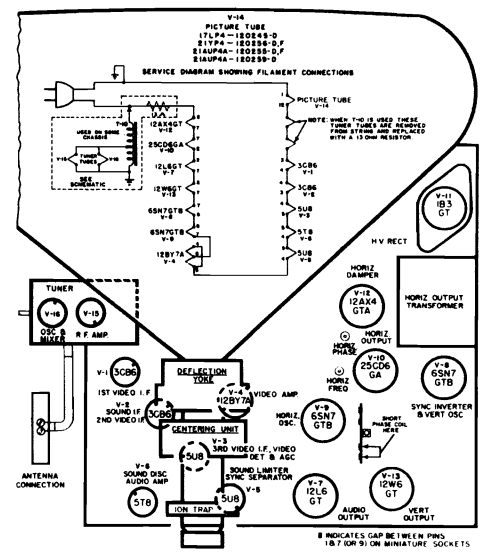 V-14
PICTURE TUBE
17LP4-120245-D
21YP4-120256-D,F
21AUP4A-120255-D,F
21AUP4A-120259-D
SERVICE DIAGRAM SHOWING FILAMENT CONNECTIONS
PICTURE TUBE
V-14
NOTE: WHEN T-10 IS USED THESE
TUNER TUBES ARE REMOVED
FROM STRING AND REPLACED
WITH A 13 OHM RESISTOR
T-10
USED ON SOME
CHASSIS
V-15
TUNER
TUBES
V-16
SEE
SCHEMATIC
12AX4GT
V-12
25CD6GA
V-10
12L6GT
V-7
12W6GT
V-13
6SN7GTB
V-8
6SN7GTB
V-9
12BY7A
V-4
3CB6
V-1
3CB6
V-2
5U8
V-3
5T8
V-6
5U8
V-5
V-11
1B3
GT
HV RECT
HORIZ
DAMPER
V-12
12AX4
GTA
HORIZ OUTPUT
TRANSFORMER
HORIZ
PHASE
HORIZ
OUTPUT
V-10
25CD6
GA
HORIZ
FREQ
V-8
6SN7
GTB
SYNC INVERTER
& VERT OSC
TUNER
V-16
V-15
OSC &
MIXER
R.F. AMP.
V-1
3CB6
1ST VIDEO I.F.
DEFLECTION
YOKE
V-4
12BY7A
VIDEO AMP.
V-2
SOUND I.F.
2ND VIDEO I.F.
3CB6
CENTERING UNIT
HORIZ.
OSC.
V-9
6SN7
GTB
SHORT
PHASE COIL
HERE
V-3
3RD VIDEO I.F., VIDEO
DET & AGC
5U8
V-6
SOUND DISC
AUDIO AMP
5T8
SOUND LIMITER
SYNC SEPARATOR
V-5
5U8
ION TRAP
ANTENNA
CONNECTION
V-7
12L6
GT
AUDIO
OUTPUT
V-13
12W6
GT
VERT
OUTPUT
INDICATES GAP BETWEEN PINS
1 & 7 (OR 9) ON MINIATURE SOCKETS